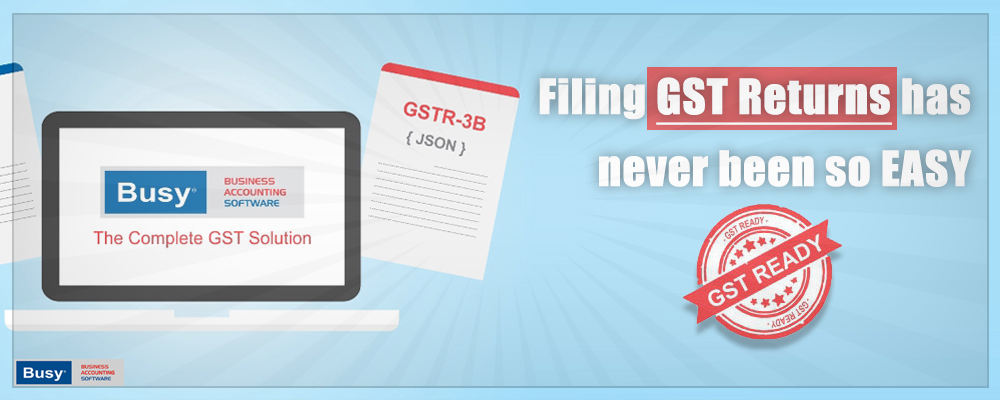 Filing GST Returns has
never been so EASY
GSTR-3B
{ JSON }
Busy®
BUSINESS
ACCOUNTING
SOFTWARE
The Complete GST Solution
· GST READY ·
GST READY
· GST READY ·
Busy®
BUSINESS
ACCOUNTING
SOFTWARE